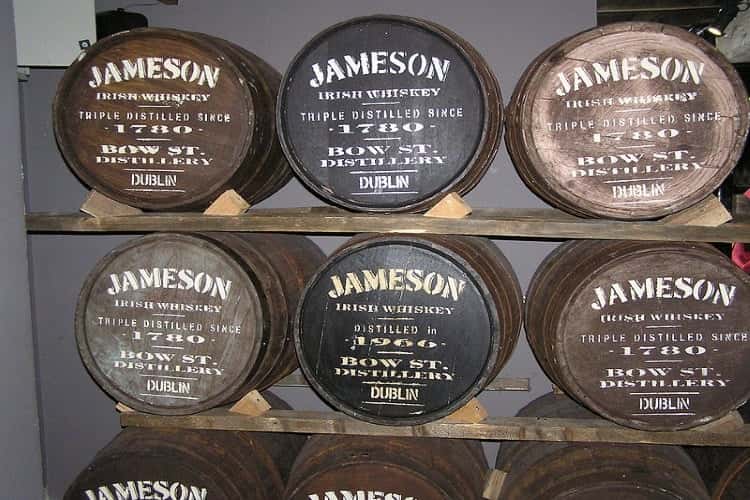 JAMESON
IRISH WHISKEY
TRIPLE DISTILLED SINCE
1780
BOW ST.
DISTILLERY
DUBLIN
JAMESON
IRISH WHISKEY
TRIPLE DISTILLED SINCE
1780
BOW ST.
DISTILLERY
DUBLIN
JAMESON
IRISH WHISKEY
TRIPLE DISTILLED SINCE
1780
BOW ST.
DISTILLERY
DUBLIN
JAMESON
IRISH WHISKEY
TRIPLE DISTILLED SINCE
1780
BOW ST.
DISTILLERY
DUBLIN
JAMESON
IRISH WHISKEY
DISTILLED in
1966
BOW ST.
DISTILLERY
DUBLIN
JAMESON
IRISH WHISKEY
TRIPLE DISTILLED SINCE
1780
BOW ST.
DISTILLERY
DUBLIN
JAMESON
JAMESON